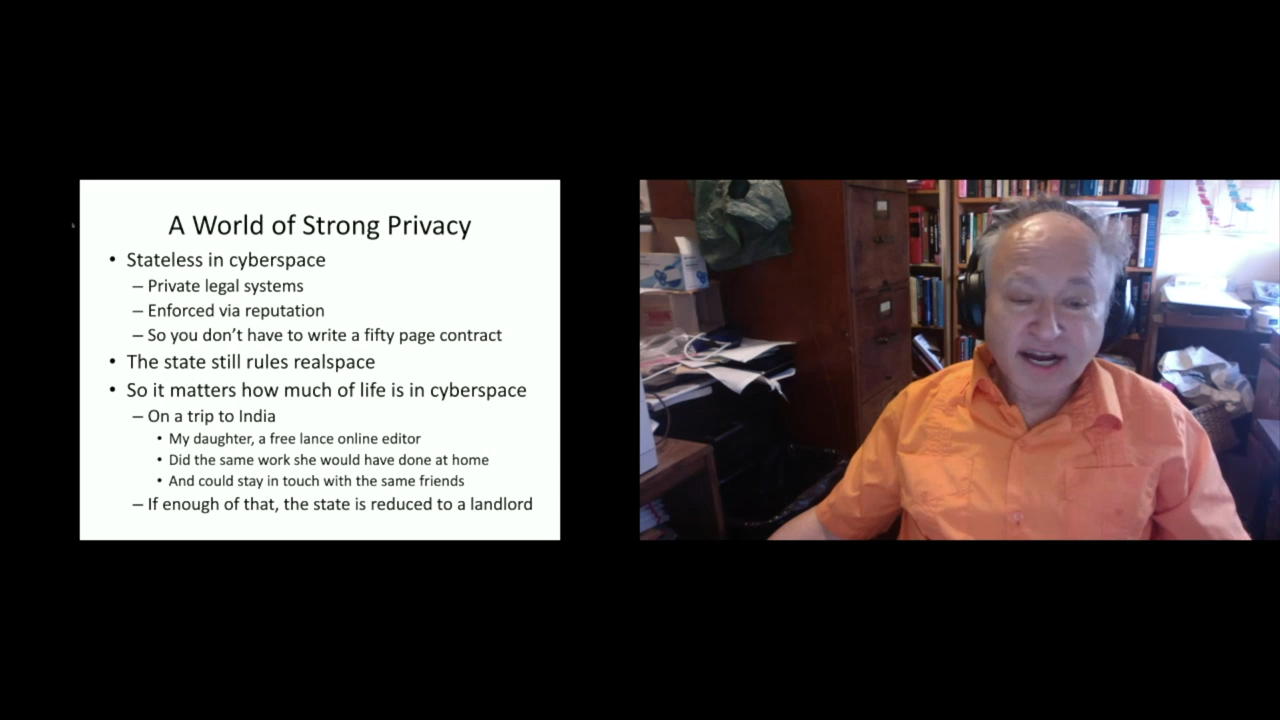 A World of Strong Privacy
• Stateless in cyberspace
– Private legal systems
– Enforced via reputation
– So you don’t have to write a fifty page contract
• The state still rules realspace
• So it matters how much of life is in cyberspace
– On a trip to India
• My daughter, a free lance online editor
• Did the same work she would have done at home
• And could stay in touch with the same friends
– If enough of that, the state is reduced to a landlord